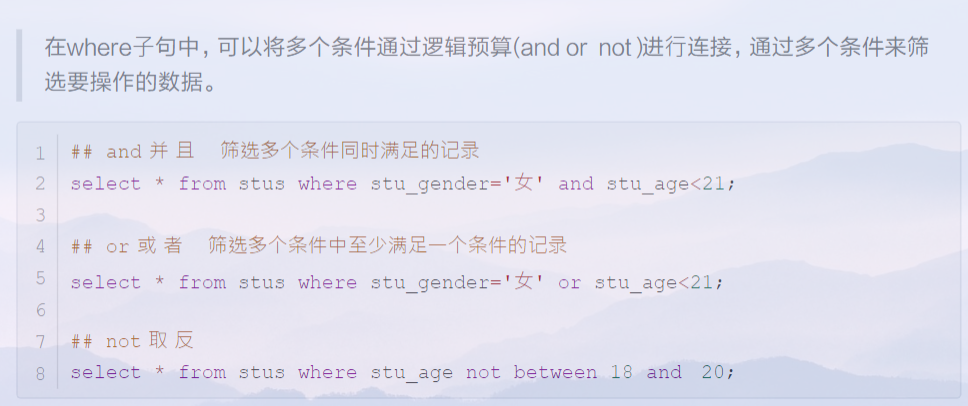 在where子句中，可以将多个条件通过逻辑预算(and or not)进行连接，通过多个条件来筛
选要操作的数据。
1 ## and 并 且 筛选多个条件同时满足的记录
2 select * from stus where stu_gender='女' and stu_age<21;
3
4 ## or 或 者 筛选多个条件中至少满足一个条件的记录
5 select * from stus where stu_gender='女' or stu_age<21;
6
7 ## not 取 反
8 select * from stus where stu_age not between 18 and 20;